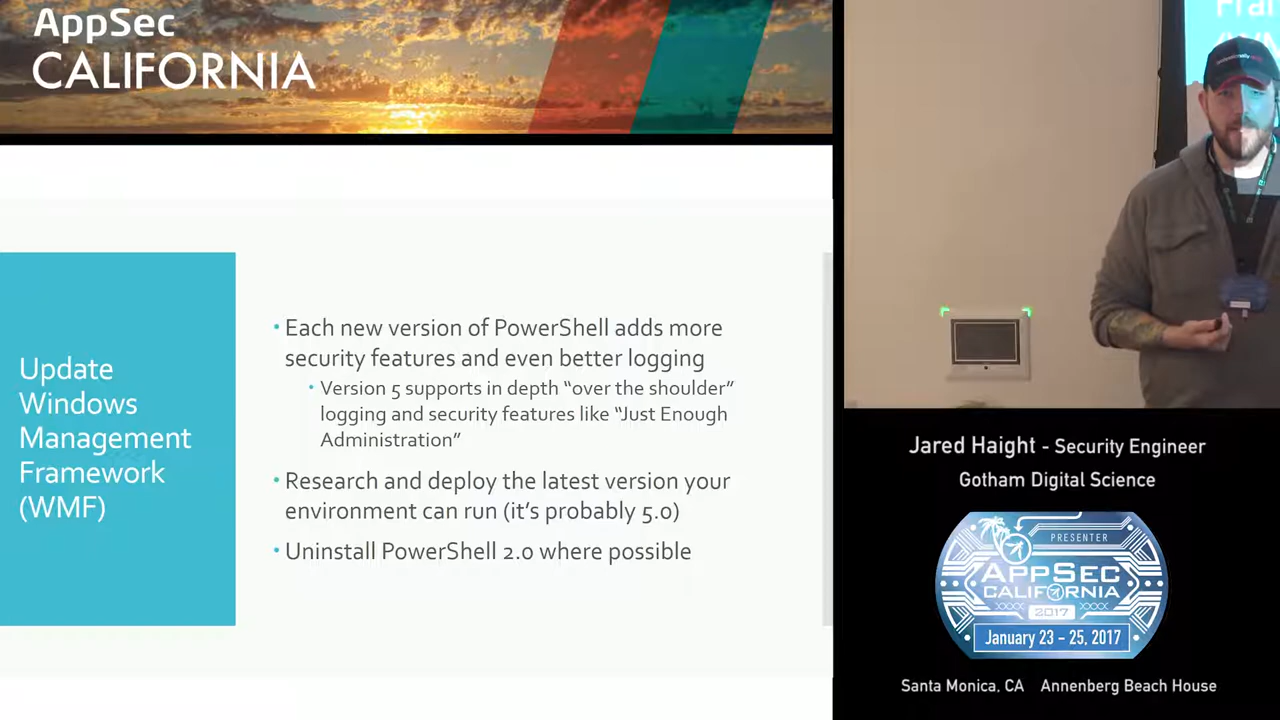 AppSec
CALIFORNIA
Update
Windows
Management
Framework
(WMF)
• Each new version of PowerShell adds more
security features and even better logging
• Version 5 supports in depth “over the shoulder”
logging and security features like “Just Enough
Administration”
• Research and deploy the latest version your
environment can run (it’s probably 5.0)
• Uninstall PowerShell 2.0 where possible
Jared Haight - Security Engineer
Gotham Digital Science
PRESENTER
APPSEC
CALIFORNIA
2017
January 23 - 25, 2017
Santa Monica, CA Annenberg Beach House